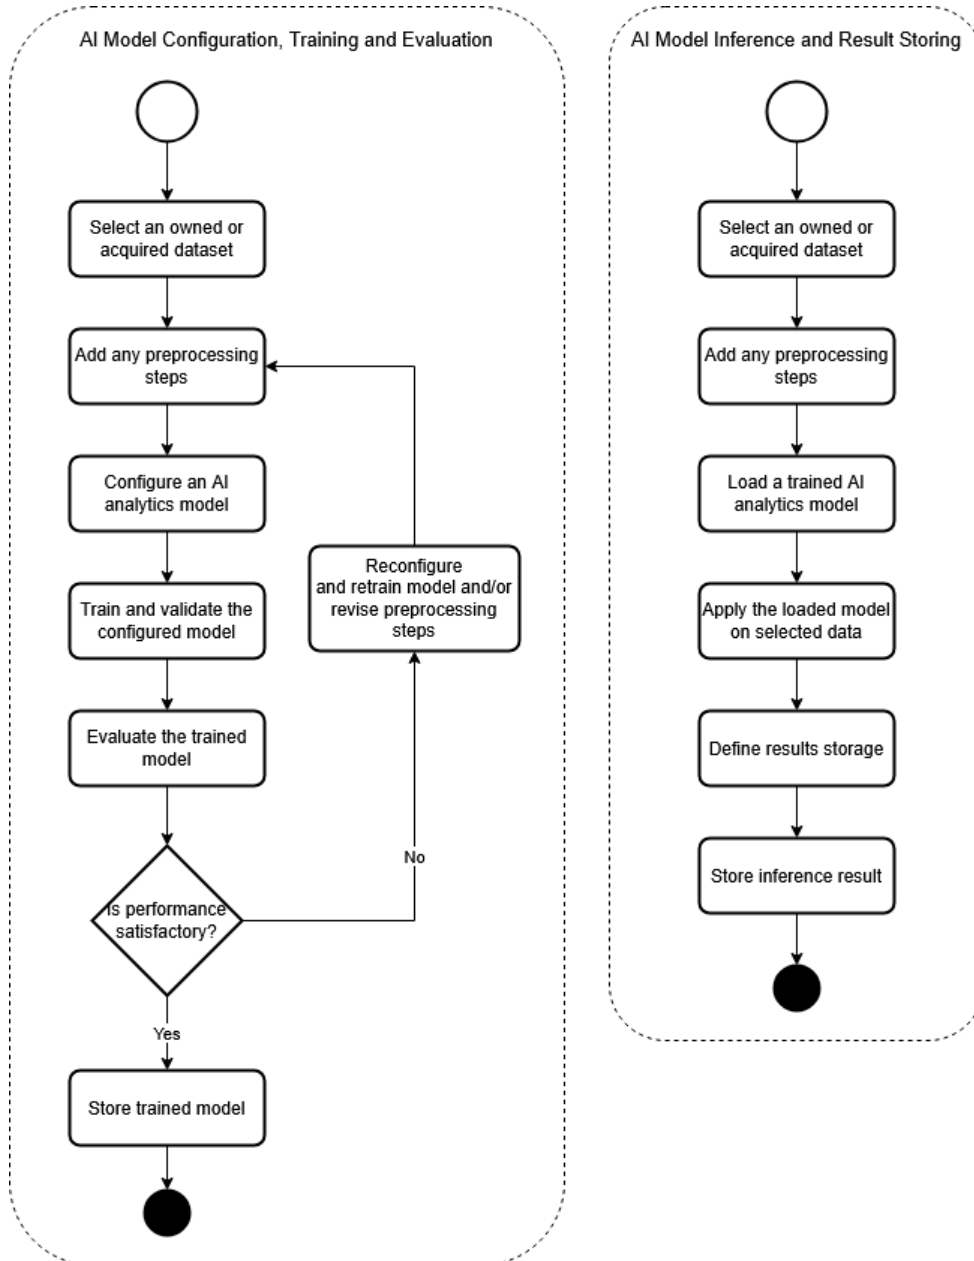 AI Model Configuration, Training and Evaluation
Select an owned or
acquired dataset
Add any preprocessing
steps
Configure an AI
analytics model
Train and validate the
configured model
Evaluate the trained
model
Is performance
satisfactory?
No
Reconfigure
and retrain model and/or
revise preprocessing
steps
Yes
Store trained model
AI Model Inference and Result Storing
Select an owned or
acquired dataset
Add any preprocessing
steps
Load a trained AI
analytics model
Apply the loaded model
on selected data
Define results storage
Store inference result